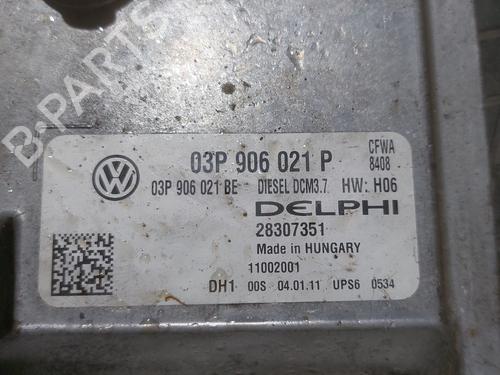 B-PARTS
CFWA
03P 906 021 P 8408
03P 906 021 BE DIESEL DCM3.7 HW: H06
DELPHI
28307351
Made in HUNGARY
11002001
DH1 00S 04.01.11 UPS6 0534